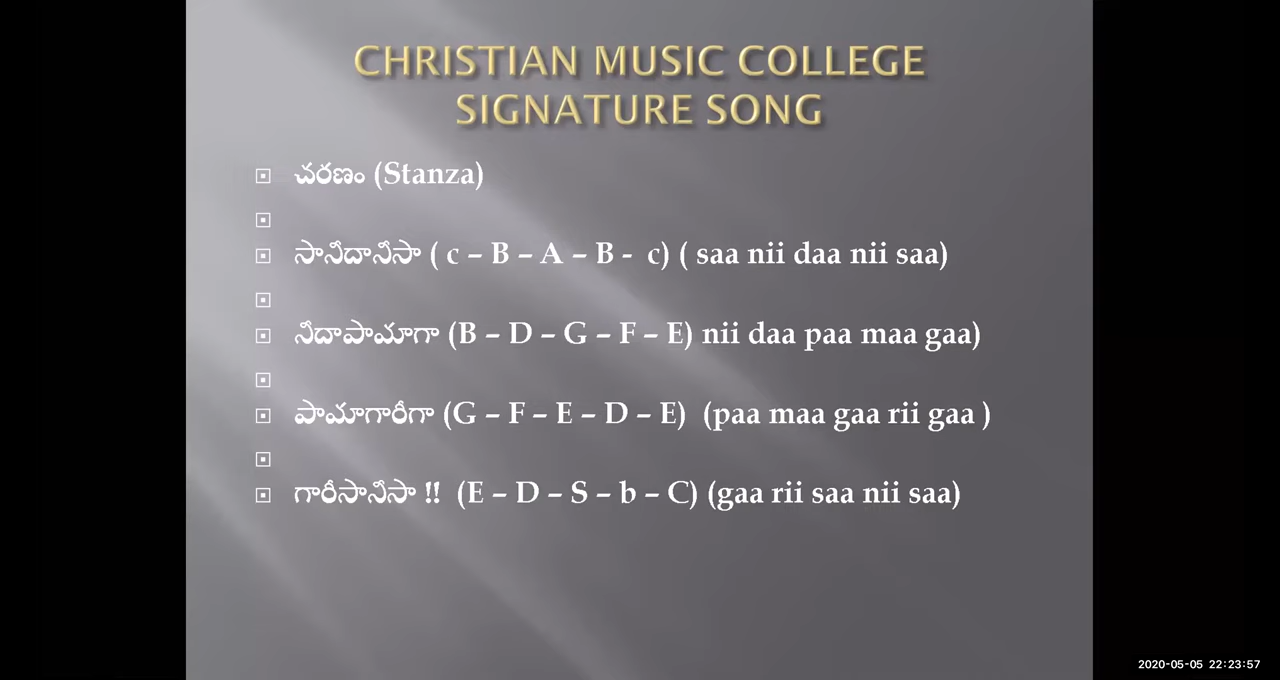 CHRISTIAN MUSIC COLLEGE
SIGNATURE SONG
చరణం (Stanza)
సానిదానిసా ( c – B – A – B - c) ( saa nii daa nii saa)
నిదాపామాగా (B – D – G – F – E) nii daa paa maa gaa)
పామాగారీగా (G – F – E – D – E) (paa maa gaa rii gaa )
గారీసానిసా !! (E – D – S – b – C) (gaa rii saa nii saa)
2020-05-05 22:23:57